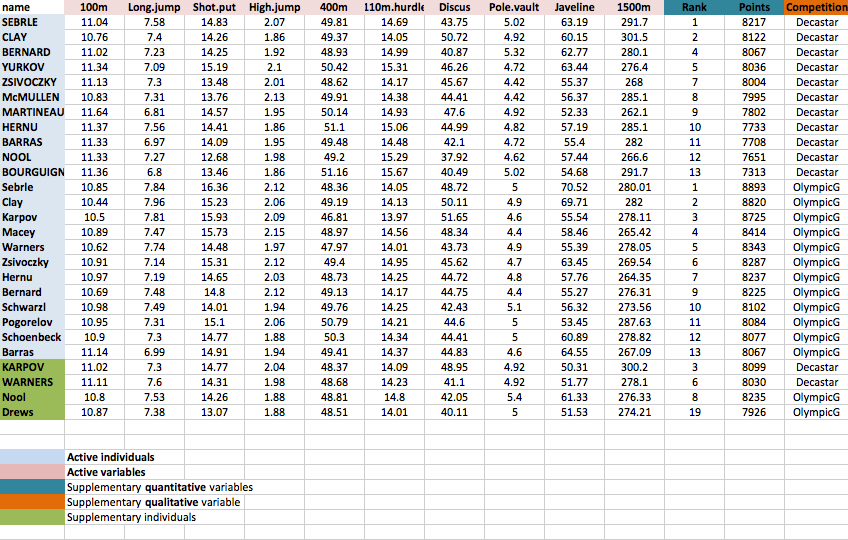 name 100m Long.jump Shot.put High.jump 400m 110m.hurdle Discus Pole.vault Javeline 1500m Rank Points Competition
SEBRLE 11.04 7.58 14.83 2.07 49.81 14.69 43.75 5.02 63.19 291.7 1 8217 Decastar
CLAY 10.76 7.4 14.26 1.86 49.37 14.05 50.72 4.92 60.15 301.5 2 8122 Decastar
BERNARD 11.02 7.23 14.25 1.92 48.93 14.99 40.87 5.32 62.77 280.1 4 8067 Decastar
YURKOV 11.34 7.09 15.19 2.1 50.42 15.31 46.26 4.72 63.44 276.4 5 8036 Decastar
ZSIVOCZKY 11.13 7.3 13.48 2.01 48.62 14.17 45.67 4.42 55.37 268 7 8004 Decastar
McMULLEN 10.83 7.31 13.76 2.13 49.91 14.38 44.41 4.42 56.37 285.1 8 7995 Decastar
MARTINEAU 11.64 6.81 14.57 1.95 50.14 14.93 47.6 4.92 52.33 262.1 9 7802 Decastar
HERNU 11.37 7.56 14.41 1.86 51.1 15.06 44.99 4.82 57.19 285.1 10 7733 Decastar
BARRAS 11.33 6.97 14.09 1.95 49.48 14.48 42.1 4.72 55.4 282 11 7708 Decastar
NOOL 11.33 7.27 12.68 1.98 49.2 15.29 37.92 4.62 57.44 266.6 12 7651 Decastar
BOURGUIGN 11.36 6.8 13.46 1.86 51.16 15.67 40.49 5.02 54.68 291.7 13 7313 Decastar
Sebrle 10.85 7.84 16.36 2.12 48.36 14.05 48.72 5 70.52 280.01 1 8893 OlympicG
Clay 10.44 7.96 15.23 2.06 49.19 14.13 50.11 4.9 69.71 282 2 8820 OlympicG
Karpov 10.5 7.81 15.93 2.09 46.81 13.97 51.65 4.6 55.54 278.11 3 8725 OlympicG
Macey 10.89 7.47 15.73 2.15 48.97 14.56 48.34 4.4 58.46 265.42 4 8414 OlympicG
Warners 10.62 7.74 14.48 1.97 47.97 14.01 43.73 4.9 55.39 278.05 5 8343 OlympicG
Zsivoczky 10.91 7.14 15.31 2.12 49.4 14.95 45.62 4.7 63.45 269.54 6 8287 OlympicG
Hernu 10.97 7.19 14.65 2.03 48.73 14.25 44.72 4.8 57.76 264.35 7 8237 OlympicG
Bernard 10.69 7.48 14.8 2.12 49.13 14.17 44.75 4.4 55.27 276.31 9 8225 OlympicG
Schwarzl 10.98 7.49 14.01 1.94 49.76 14.25 42.43 5.1 56.32 273.56 10 8102 OlympicG
Pogorelov 10.95 7.31 15.1 2.06 50.79 14.21 44.6 5 53.45 287.63 11 8084 OlympicG
Schoenbeck 10.9 7.3 14.77 1.88 50.3 14.34 44.41 5 60.89 278.82 12 8077 OlympicG
Barras 11.14 6.99 14.91 1.94 49.41 14.37 44.83 4.6 64.55 267.09 13 8067 OlympicG
KARPOV 11.02 7.3 14.77 2.04 48.37 14.09 48.95 4.92 50.31 300.2 3 8099 Decastar
WARNERS 11.11 7.6 14.31 1.98 48.68 14.23 41.1 4.92 51.77 278.1 6 8030 Decastar
Nool 10.8 7.53 14.26 1.88 48.81 14.8 42.05 5.4 61.33 276.33 8 8235 OlympicG
Drews 10.87 7.38 13.07 1.88 48.51 14.01 40.11 5 51.53 274.21 19 7926 OlympicG
Active individuals
Active variables
Supplementary quantitative variables
Supplementary qualitative variable
Supplementary individuals